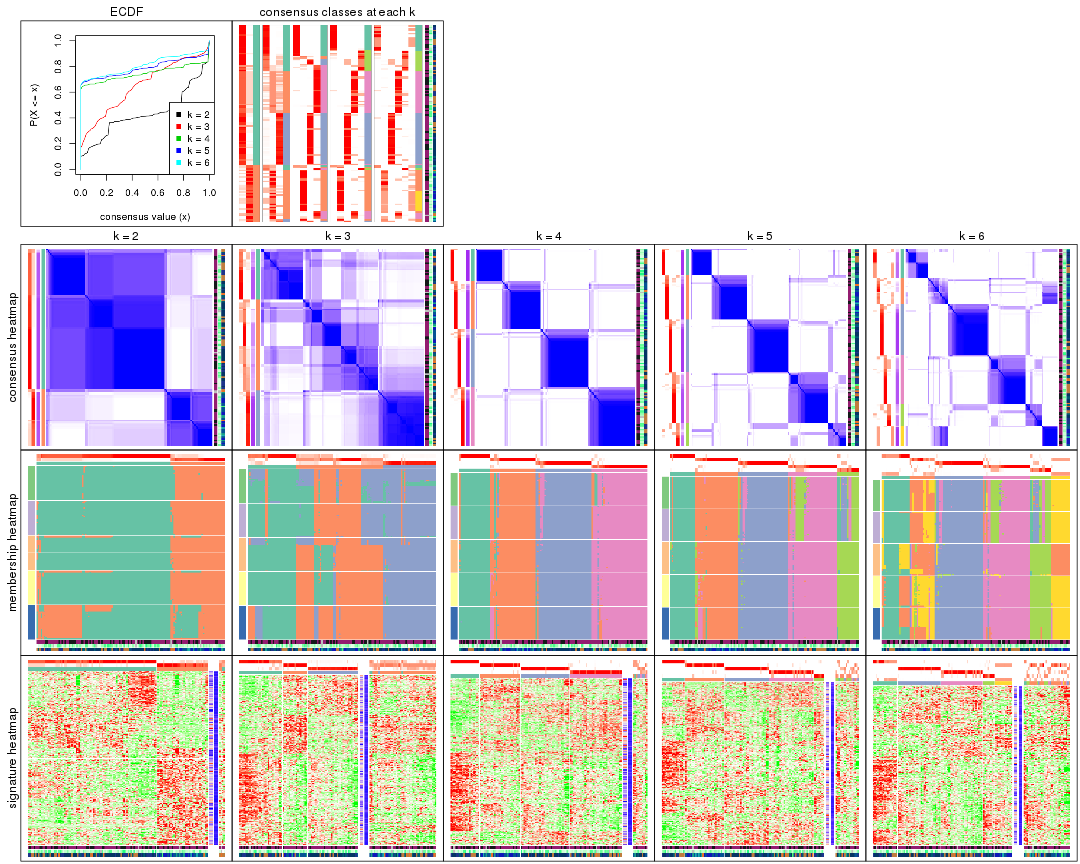 ECDF
consensus classes at each k
1.0
0.8
0.6
0.4
0.2
0.0
P(X <= x)
k = 2
k = 3
k = 4
k = 5
k = 6
0.0 0.2 0.4 0.6 0.8 1.0
consensus value (x)
k = 2
k = 3
k = 4
k = 5
k = 6
consensus heatmap
membership heatmap
signature heatmap